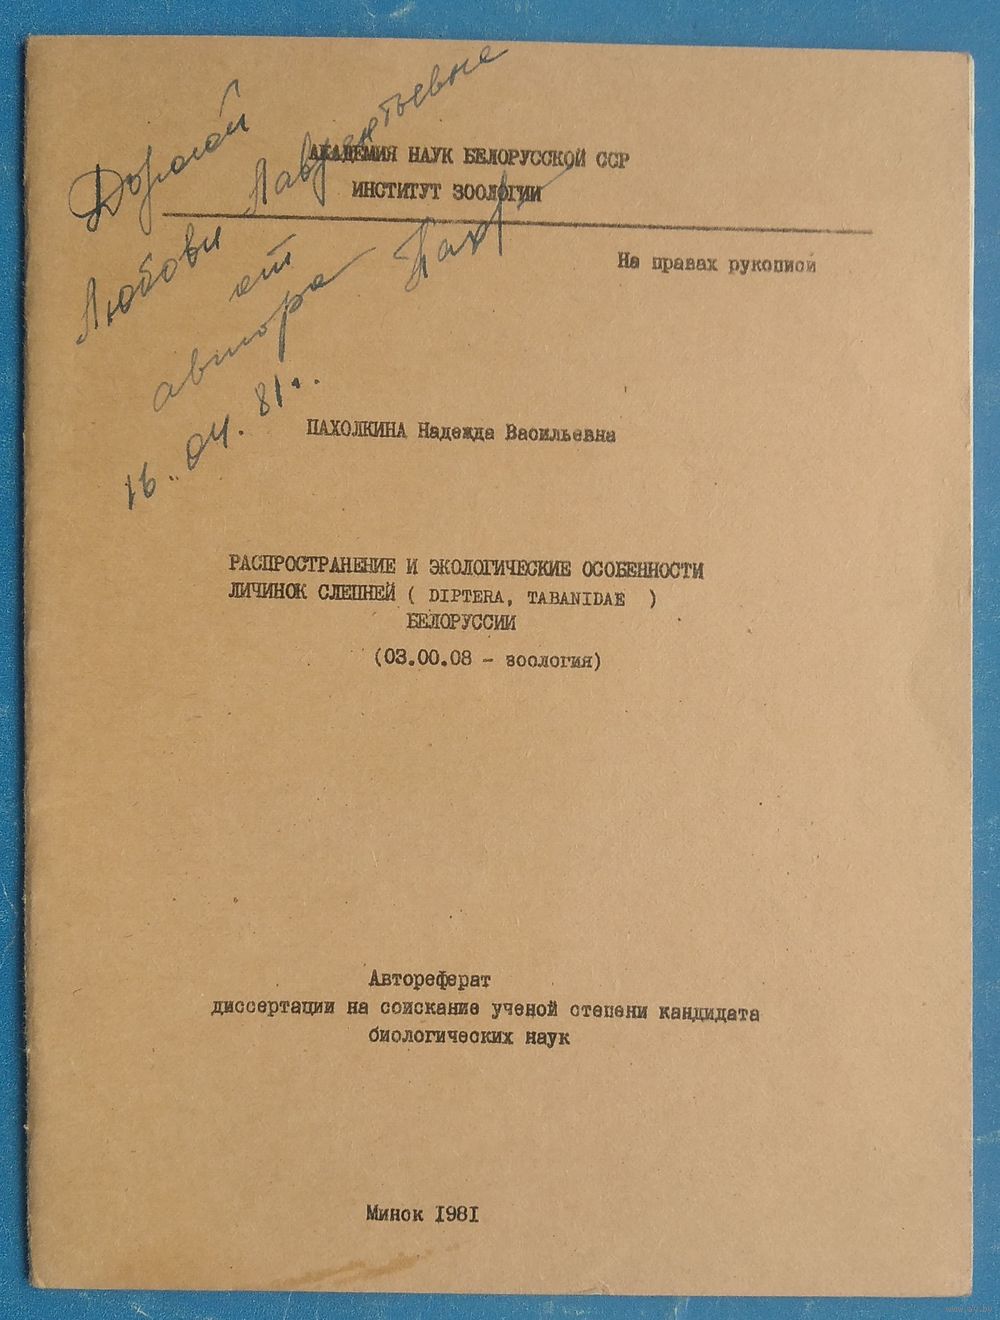 Дорогой
Любови Лаврентьевне
от
автора
16.04.81.
АКАДЕМИЯ НАУК БЕЛОРУССКОЙ ССР
ИНСТИТУТ ЗООЛОГИИ
На правах рукописи
ПАХОЛКИНА Надежда Васильевна
РАСПРОСТРАНЕНИЕ И ЭКОЛОГИЧЕСКИЕ ОСОБЕННОСТИ
ЛИЧИНОК СЛЕПНЕЙ ( DIPTERA, TABANIDAE )
БЕЛОРУССИИ
(03.00.08 - зоология)
Автореферат
диссертации на соискание ученой степени кандидата
биологических наук
Минск 1981